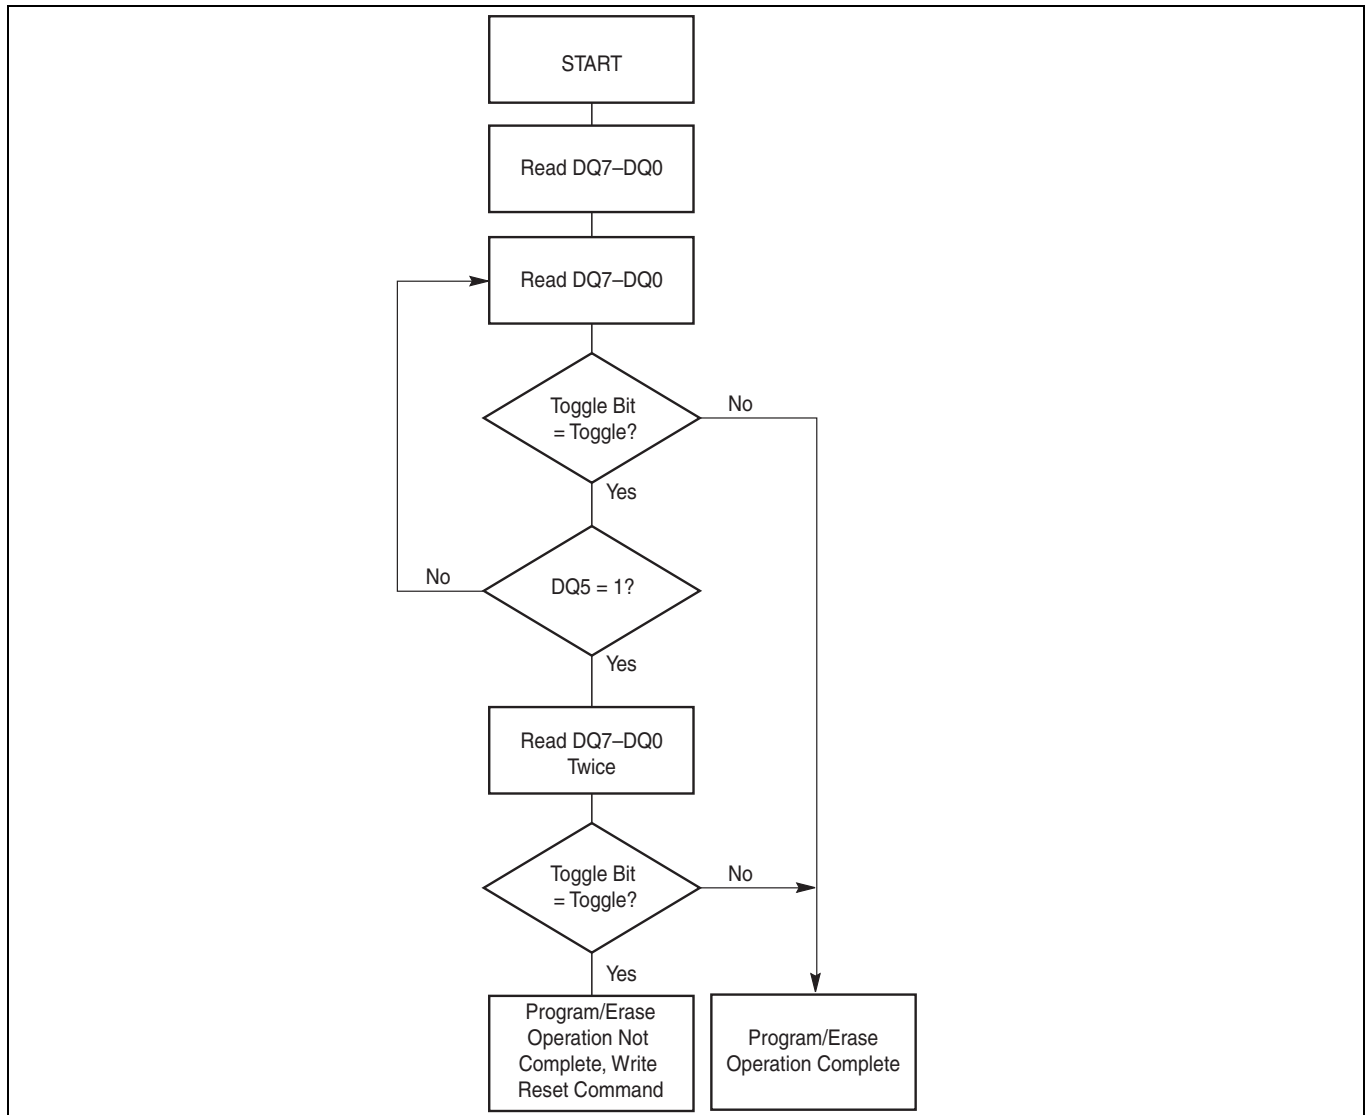 START
Read DQ7–DQ0
Read DQ7–DQ0
Toggle Bit
= Toggle?
No
Yes
DQ5 = 1?
No
Yes
Read DQ7–DQ0
Twice
Toggle Bit
= Toggle?
No
Yes
Program/Erase
Operation Not
Complete, Write
Reset Command
Program/Erase
Operation Complete